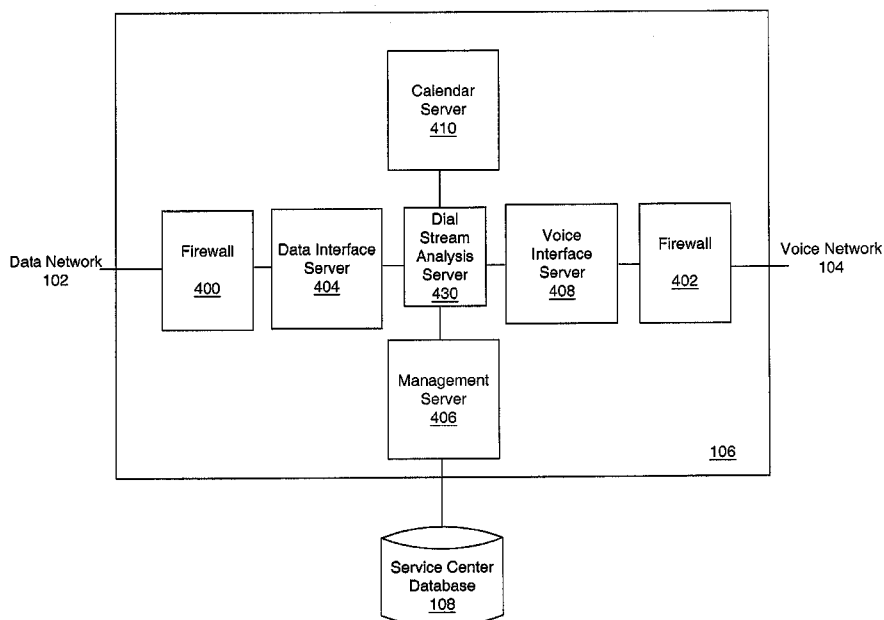 Calendar
Server
410
Data Network
102
Firewall
400
Data Interface
Server
404
Dial
Stream
Analysis
Server
430
Voice
Interface
Server
408
Firewall
402
Voice Network
104
Management
Server
406
106
Service Center
Database
108